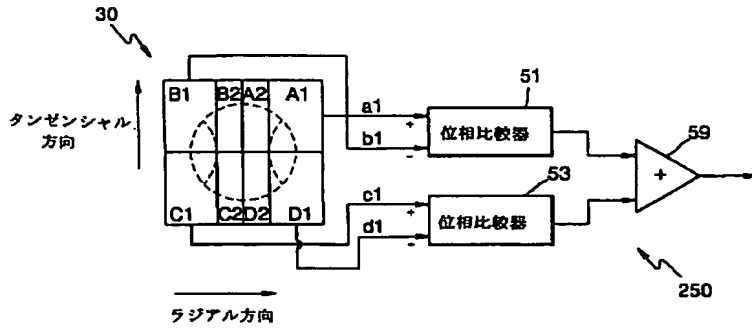 30
B1 B2 A2 A1
タンゼンシャル
方向
C1 C2 D2 D1
ラジアル方向
a1
+
b1
-
51
位相比較器
c1
+
d1
-
53
位相比較器
59
+
250